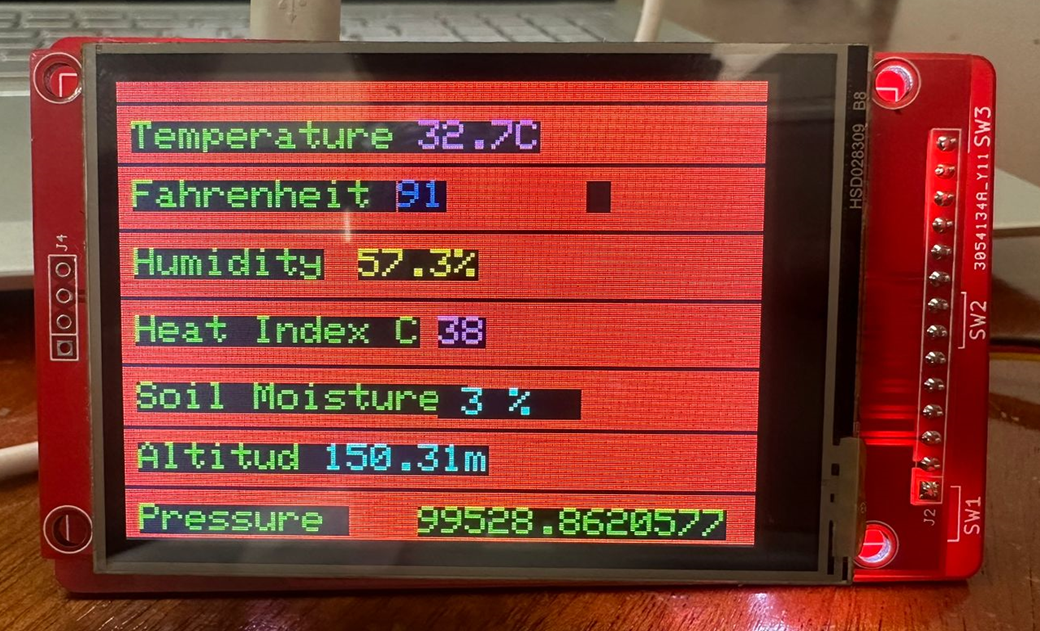 Temperature 32.7C
Fahrenheit 91
Humidity 57.3%
Heat Index C 38
Soil Moisture 3 %
Altitud 150.31m
Pressure 99528.8620577
J4
HSD028309 B8
3054134A_Y11
SW3
SW2
SW1
J2